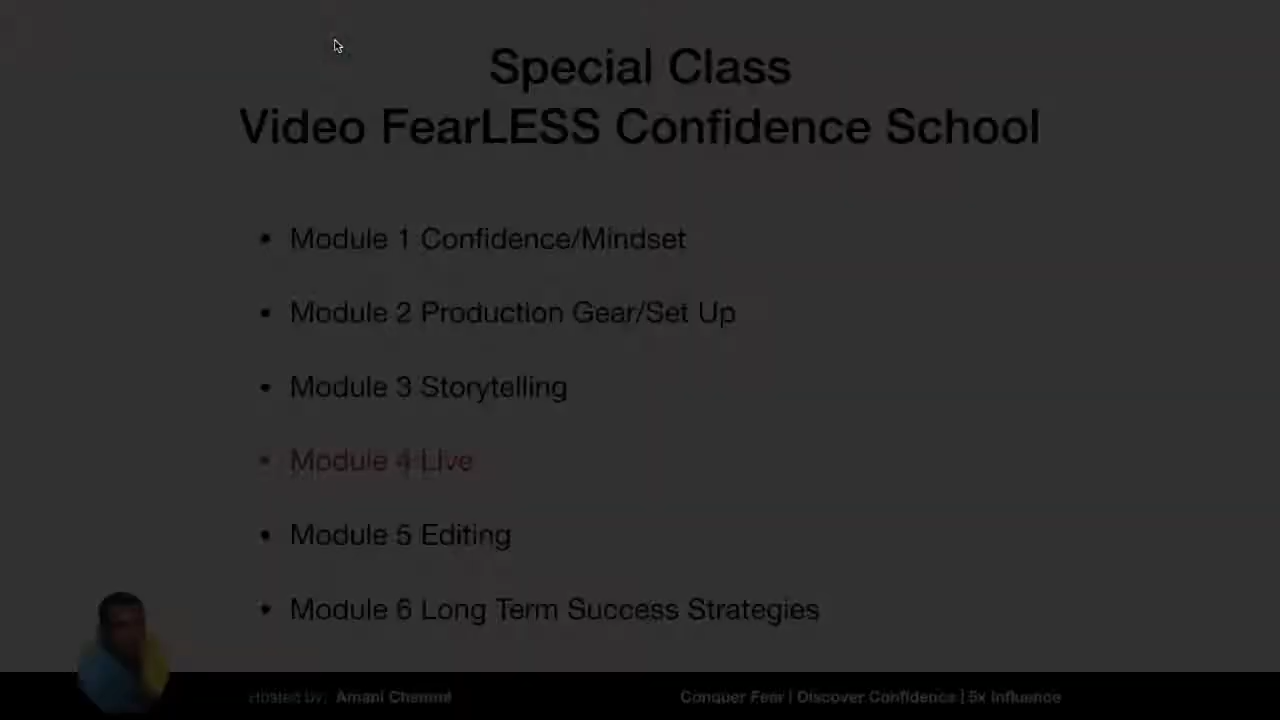 Special Class
Video FearLESS Confidence School
• Module 1 Confidence/Mindset
• Module 2 Production Gear/Set Up
• Module 3 Storytelling
• Module 4 Live
• Module 5 Editing
• Module 6 Long Term Success Strategies
Hosted by: Amani Channel
Conquer Fear | Discover Confidence | 5x Influence